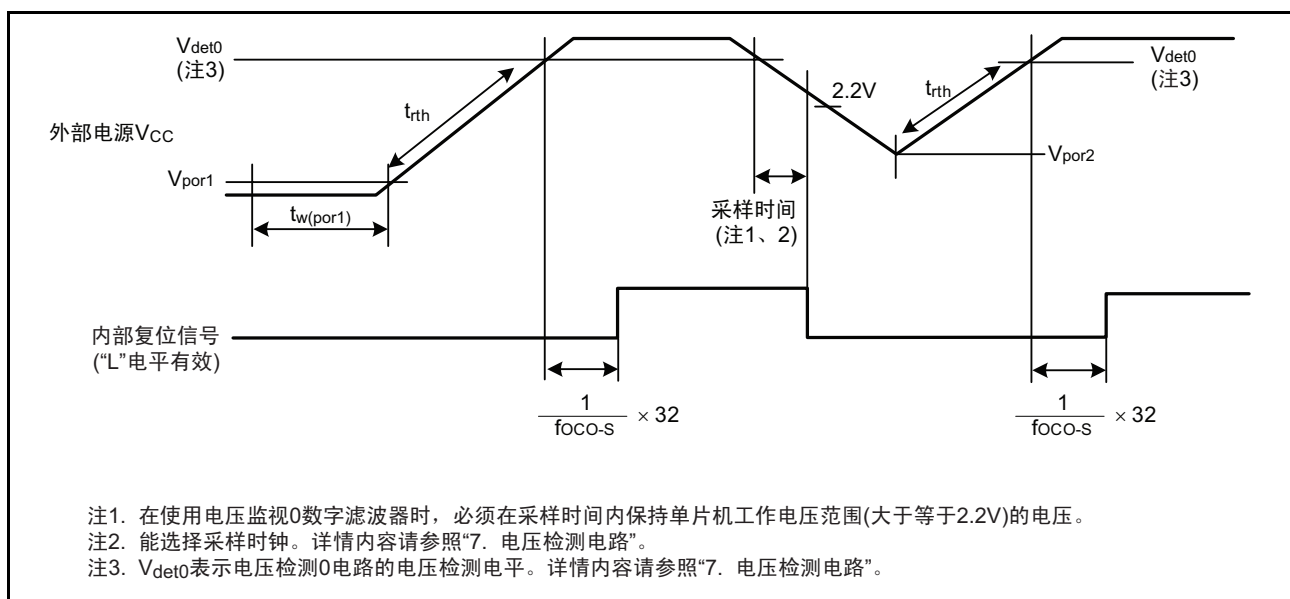 Vdet0
(注3)
Vdet0
(注3)
trth
2.2V
trth
外部电源VCC
Vpor1
Vpor2
tw(por1)
采样时间
(注1、2)
内部复位信号
(“L”电平有效)
1
fOCO-S
× 32
1
fOCO-S
× 32
注1. 在使用电压监视0数字滤波器时，必须在采样时间内保持单片机工作电压范围(大于等于2.2V)的电压。
注2. 能选择采样时钟。详情内容请参照“7. 电压检测电路”。
注3. Vdet0表示电压检测0电路的电压检测电平。详情内容请参照“7. 电压检测电路”。